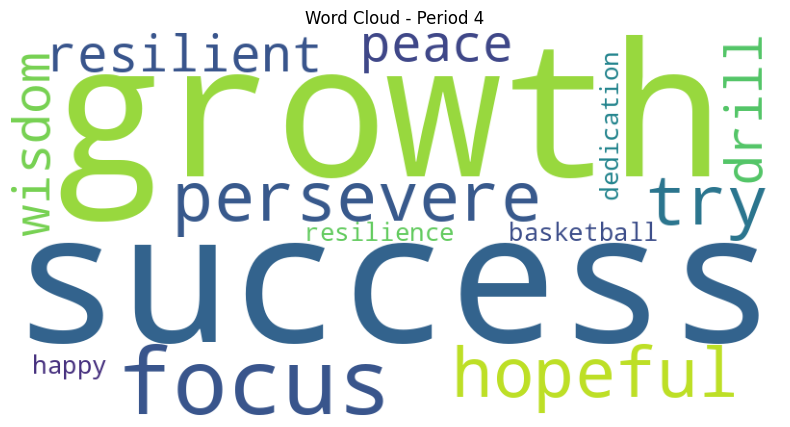 Word Cloud - Period 4
resilient
peace
growth
wisdom
dedication
drill
persevere
try
resilience
basketball
success
happy
focus
hopeful